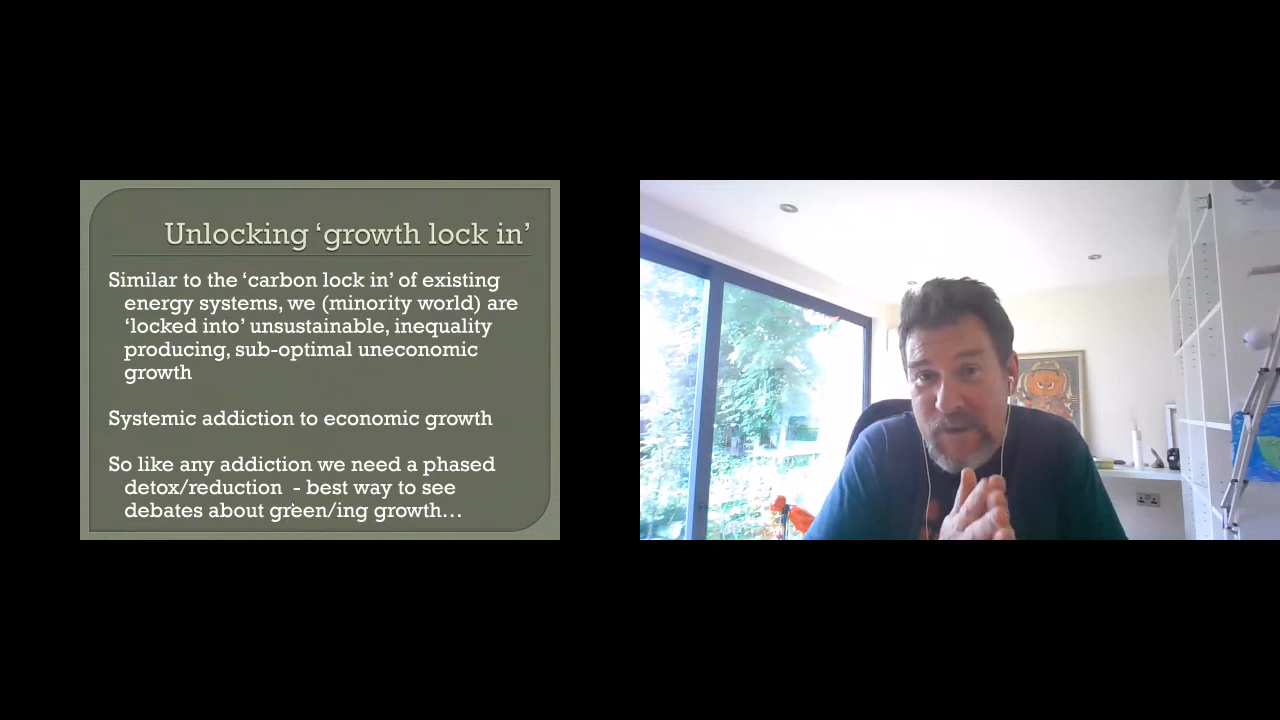 Unlocking ‘growth lock in’
Similar to the ‘carbon lock in’ of existing
energy systems, we (minority world) are
‘locked into’ unsustainable, inequality
producing, sub-optimal uneconomic
growth
Systemic addiction to economic growth
So like any addiction we need a phased
detox/reduction - best way to see
debates about green/ing growth…